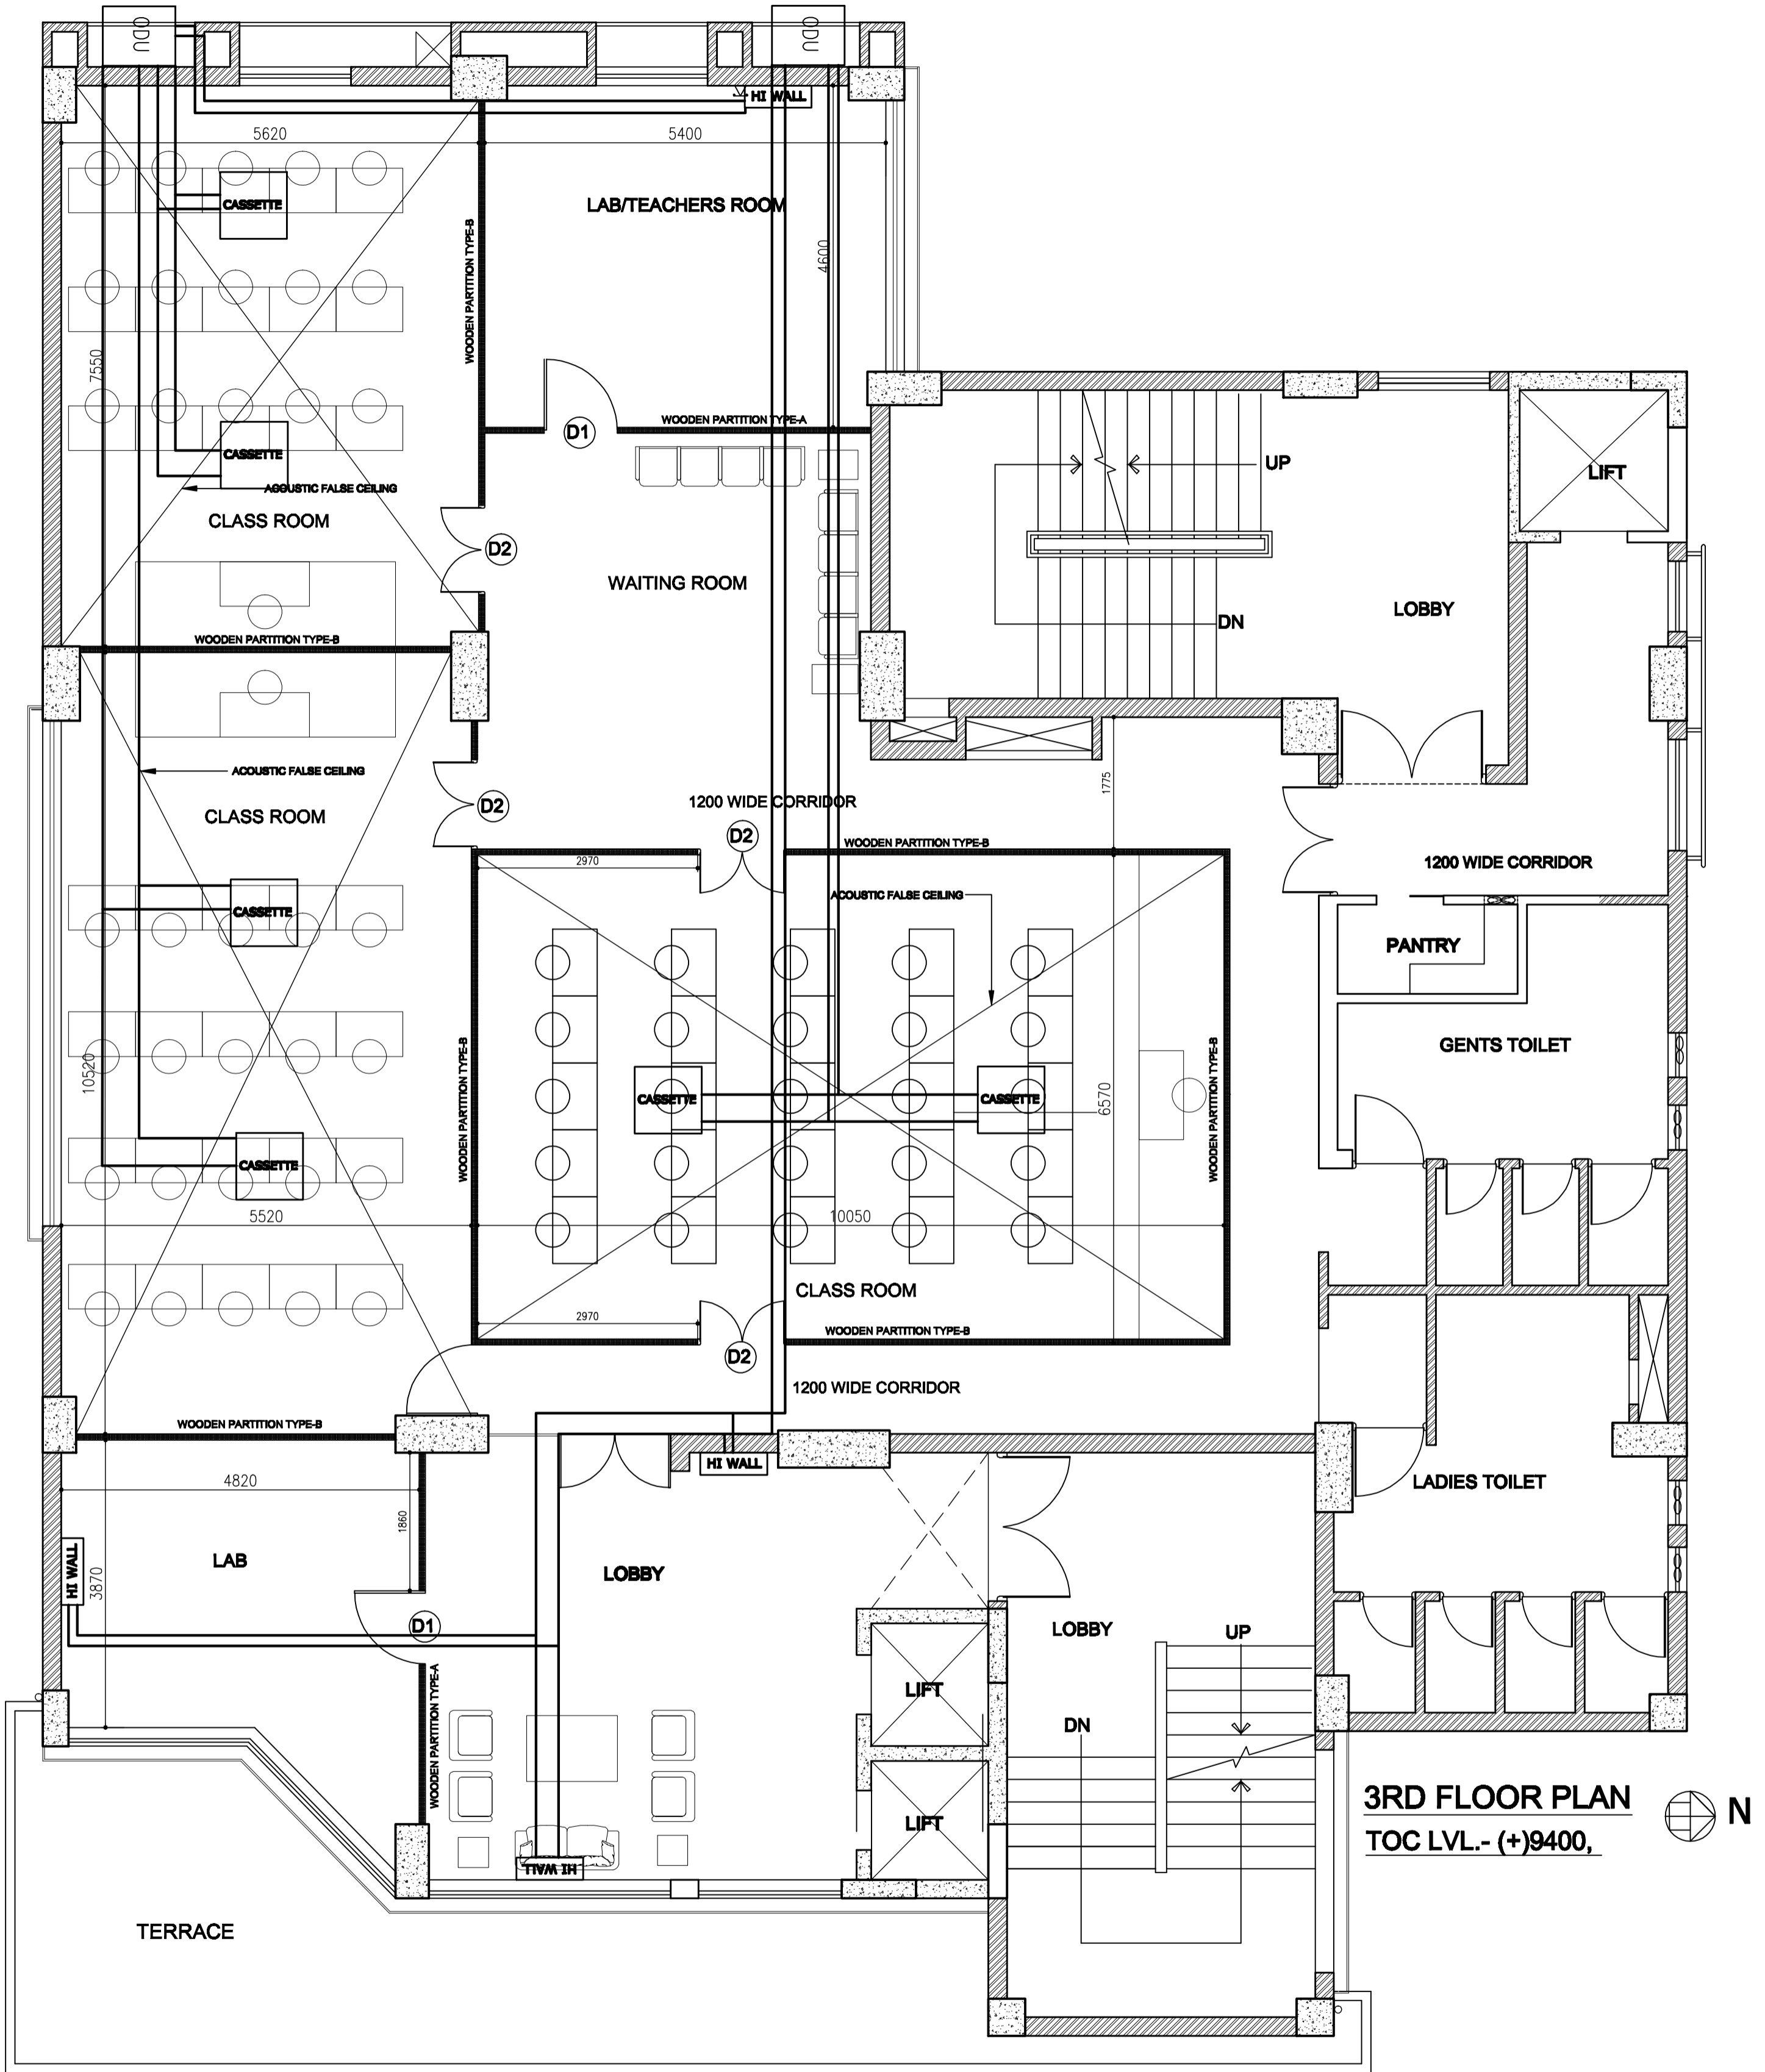 ODU
ODU
HI WALL
5620
5400
CASSETTE
LAB/TEACHERS ROOM
WOODEN PARTITION TYPE-B
4600
7550
WOODEN PARTITION TYPE-A
D1
CASSETTE
ACOUSTIC FALSE CEILING
CLASS ROOM
D2
WAITING ROOM
UP
LIFT
DN
LOBBY
WOODEN PARTITION TYPE-B
ACOUSTIC FALSE CEILING
CLASS ROOM
D2
1200 WIDE CORRIDOR
1775
D2
WOODEN PARTITION TYPE-B
2970
1200 WIDE CORRIDOR
ACOUSTIC FALSE CEILING
CASSETTE
PANTRY
GENTS TOILET
10520
WOODEN PARTITION TYPE-B
CASSETTE
CASSETTE
6570
WOODEN PARTITION TYPE-B
CASSETTE
5520
10050
CLASS ROOM
2970
WOODEN PARTITION TYPE-B
D2
1200 WIDE CORRIDOR
WOODEN PARTITION TYPE-B
HI WALL
4820
1860
LADIES TOILET
HI WALL
3870
LAB
LOBBY
D1
LOBBY
UP
WOODEN PARTITION TYPE-A
LIFT
DN
LIFT
HI WALL
3RD FLOOR PLAN
N
TOC LVL.- (+)9400,
TERRACE